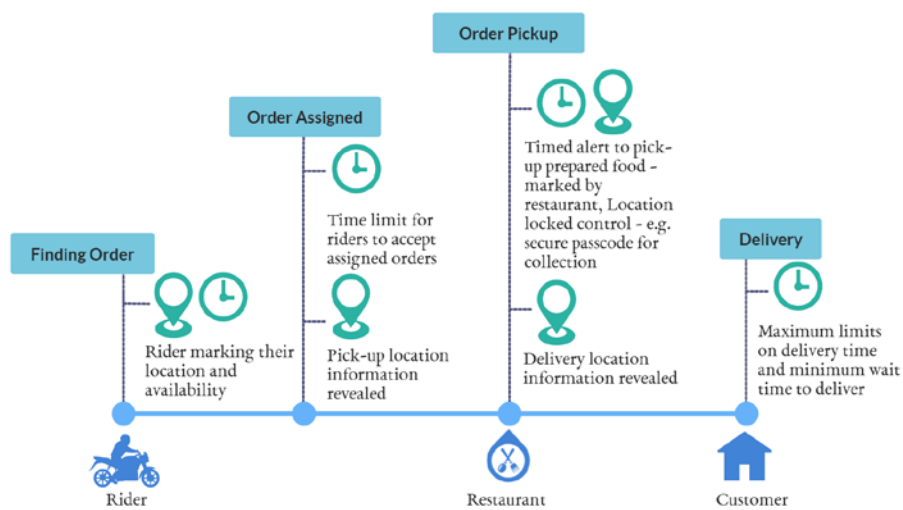 Order Pickup
Order Assigned
Timed alert to pick-
up prepared food -
marked by
restaurant, Location
locked control - e.g.
secure passcode for
collection
Time limit for
riders to accept
assigned orders
Finding Order
Delivery
Rider marking their
location and
availability
Pick-up location
information
revealed
Delivery location
information revealed
Maximum limits
on delivery time
and minimum wait
time to deliver
Rider
Restaurant
Customer